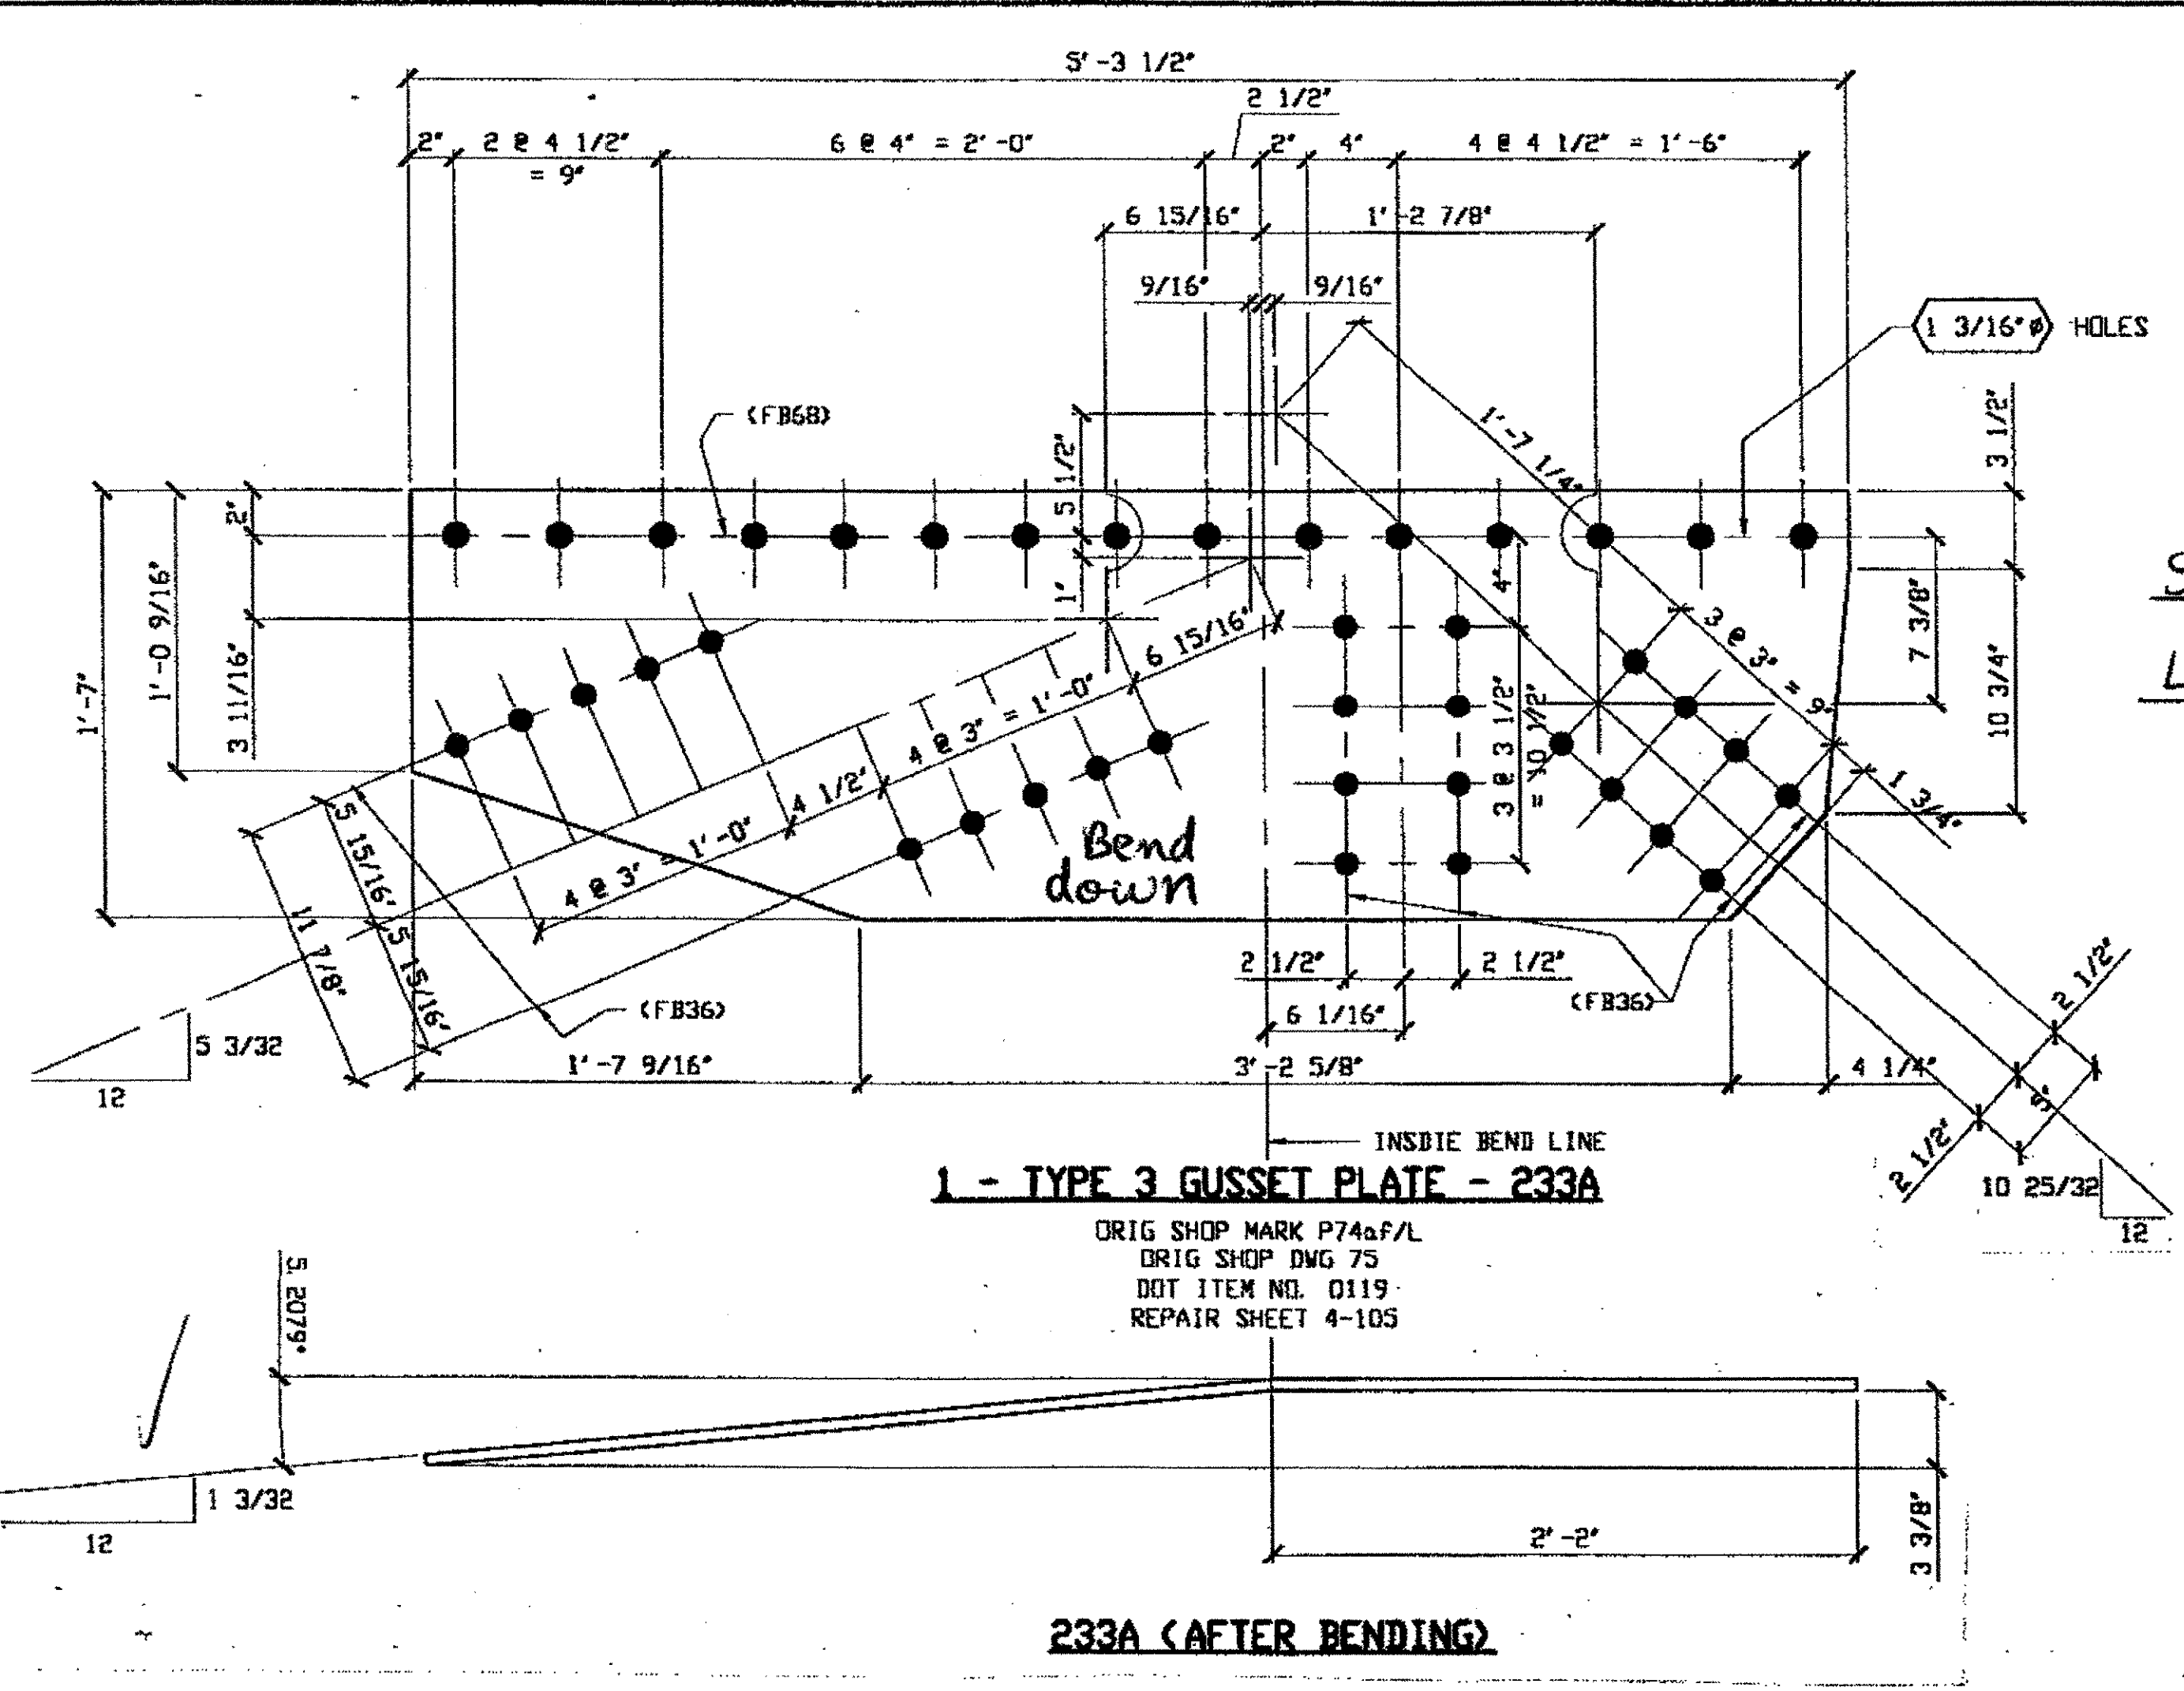 5'-3 1/2"
2 1/2"
2" 2 @ 4 1/2" 6 @ 4" = 2'-0" 2" 4" 4 @ 4 1/2" = 1'-6"
= 9"
6 15/16" 1'-2 7/8"
9/16" 9/16"
1 3/16"ø HOLES
(FB68)
5 1/2"
1'-7 1/4"
3 1/2"
2"
1'-0 9/16"
1'-7"
3 11/16"
1"
4"
6 15/16"
3 @ 3" = 9"
7 3/8"
10 3/4"
3 @ 3 1/2"
= 10 1/2"
4 @ 3" = 1'-0"
4 1/2"
4 @ 3" = 1'-0"
1 3/4"
Bend
down
5 15/16"
11 7/8"
5 15/16"
2 1/2" 2 1/2"
(FB36)
(FB36)
6 1/16"
2 1/2"
5 3/32
12
1'-7 9/16" 3'-2 5/8" 4 1/4"
5"
2 1/2"
10 25/32
12
INSDIE BEND LINE
1 - TYPE 3 GUSSET PLATE - 233A
ORIG SHOP MARK P74af/L
ORIG SHOP DWG 75
DOT ITEM NO. 0119
REPAIR SHEET 4-105
5.2079°
1 3/32
12
2'-2"
3 3/8"
233A (AFTER BENDING)